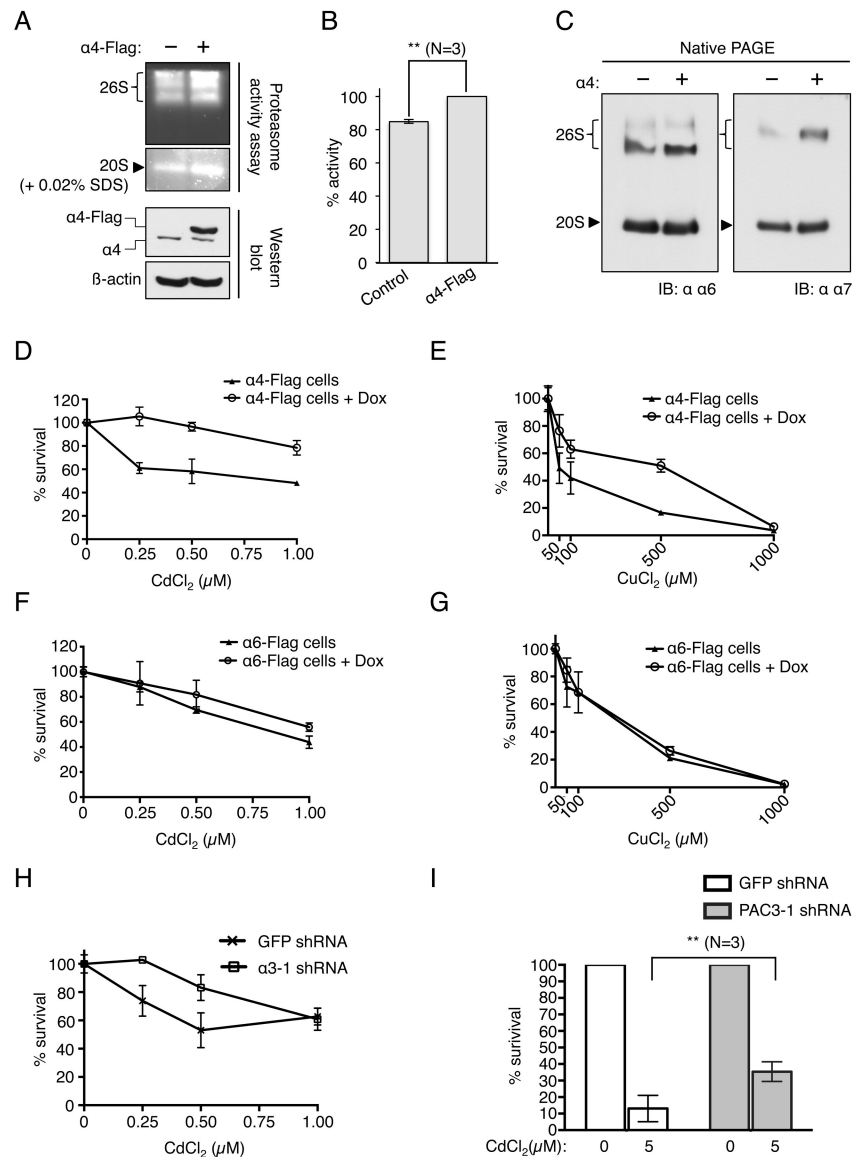 A
α4-Flag: − +
26S
20S
(+ 0.02% SDS)
Proteasome
activity assay
α4-Flag
α4
ß-actin
Western
blot
B
** (N=3)
% activity
100
80
60
40
20
0
Control
α4-Flag
C
Native PAGE
α4: − + − +
26S
20S
IB: α α6
IB: α α7
D
α4-Flag cells
α4-Flag cells + Dox
% survival
120
100
80
60
40
20
0
0 0.25 0.50 0.75 1.00
CdCl2 (µM)
E
α4-Flag cells
α4-Flag cells + Dox
% survival
100
80
60
40
20
0
50 100 500 1000
CuCl2 (µM)
F
α6-Flag cells
α6-Flag cells + Dox
% survival
120
100
80
60
40
20
0
0 0.25 0.50 0.75 1.00
CdCl2 (µM)
G
α6-Flag cells
α6-Flag cells + Dox
% survival
100
80
60
40
20
0
50 100 500 1000
CuCl2 (µM)
H
GFP shRNA
α3-1 shRNA
% survival
100
80
60
40
20
0
0 0.25 0.50 0.75 1.00
CdCl2 (µM)
I
GFP shRNA
PAC3-1 shRNA
** (N=3)
% surivival
100
90
80
70
60
50
40
30
20
10
0
CdCl2(µM): 0 5 0 5